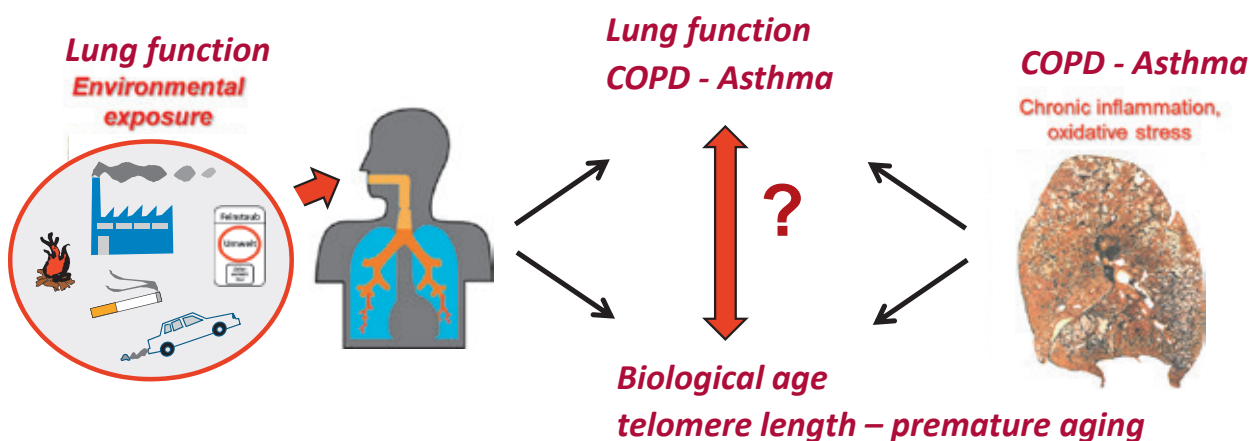 Lung function
Environmental
exposure
Feinstaub
Umwelt
Lung function
COPD - Asthma
?
Biological age
telomere length – premature aging
COPD - Asthma
Chronic inflammation,
oxidative stress